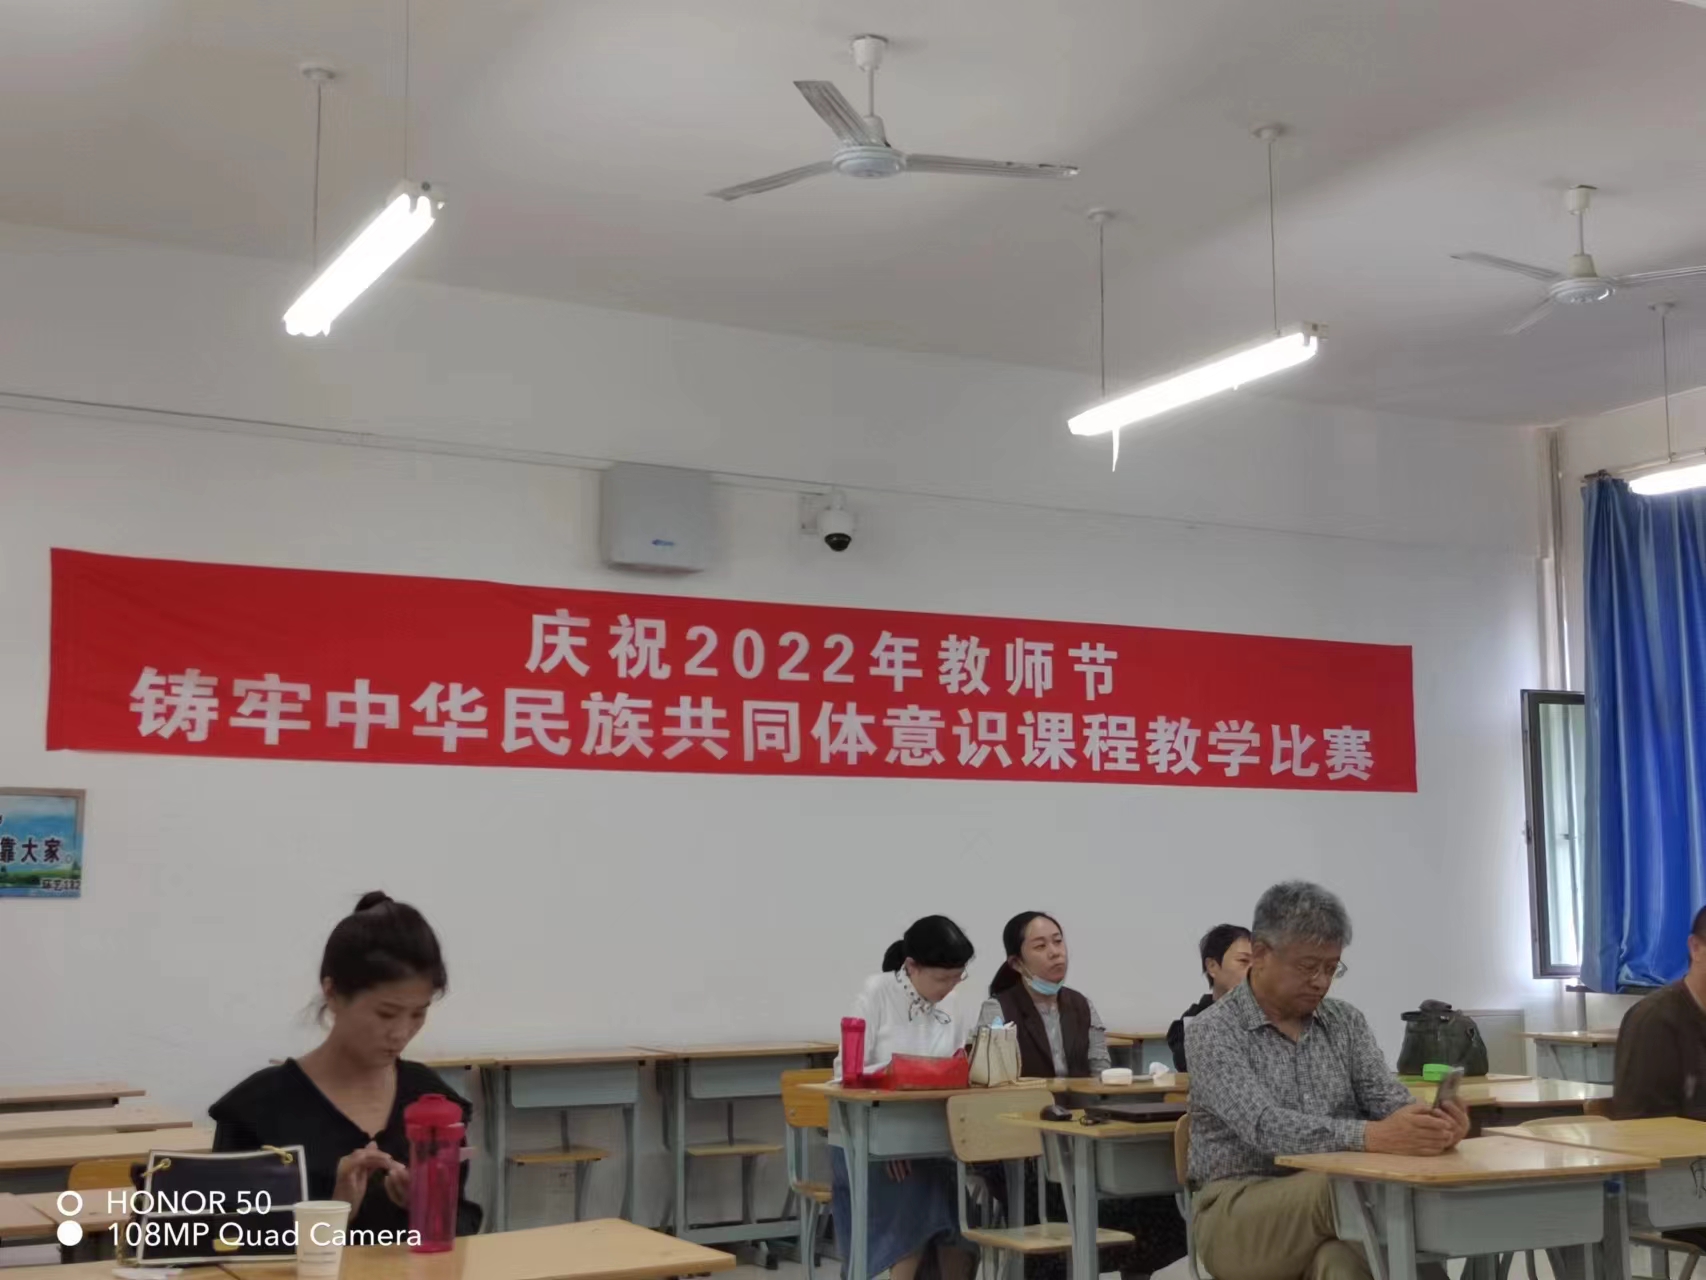 庆祝2022年教师节
铸牢中华民族共同体意识课程教学比赛
靠大家。
HONOR 50
108MP Quad Camera